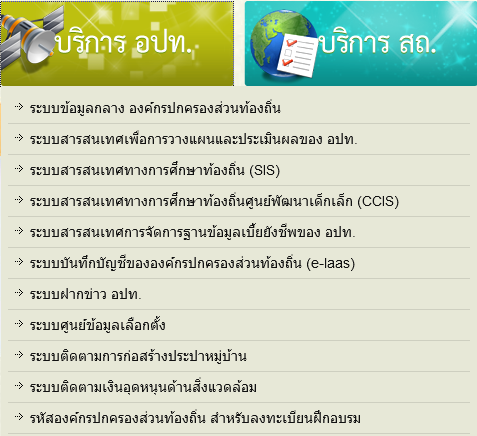 บริการ อปท.
บริการ สถ.
ระบบข้อมูลกลาง องค์กรปกครองส่วนท้องถิ่น
ระบบสารสนเทศเพื่อการวางแผนและประเมินผลของ อปท.
ระบบสารสนเทศทางการศึกษาท้องถิ่น (SIS)
ระบบสารสนเทศทางการศึกษาท้องถิ่นศูนย์พัฒนาเด็กเล็ก (CCIS)
ระบบสารสนเทศการจัดการฐานข้อมูลเบี้ยยังชีพของ อปท.
ระบบบันทึกบัญชีขององค์กรปกครองส่วนท้องถิ่น (e-laas)
ระบบฝากข่าว อปท.
ระบบศูนย์ข้อมูลเลือกตั้ง
ระบบติดตามการก่อสร้างประปาหมู่บ้าน
ระบบติดตามเงินอุดหนุนด้านสิ่งแวดล้อม
รหัสองค์กรปกครองส่วนท้องถิ่น สำหรับลงทะเบียนฝึกอบรม